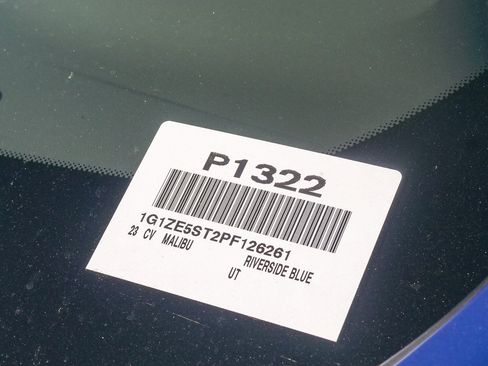 P1322
1G1ZE5ST2PF126261
23 CV MALIBU RIVERSIDE BLUE
UT